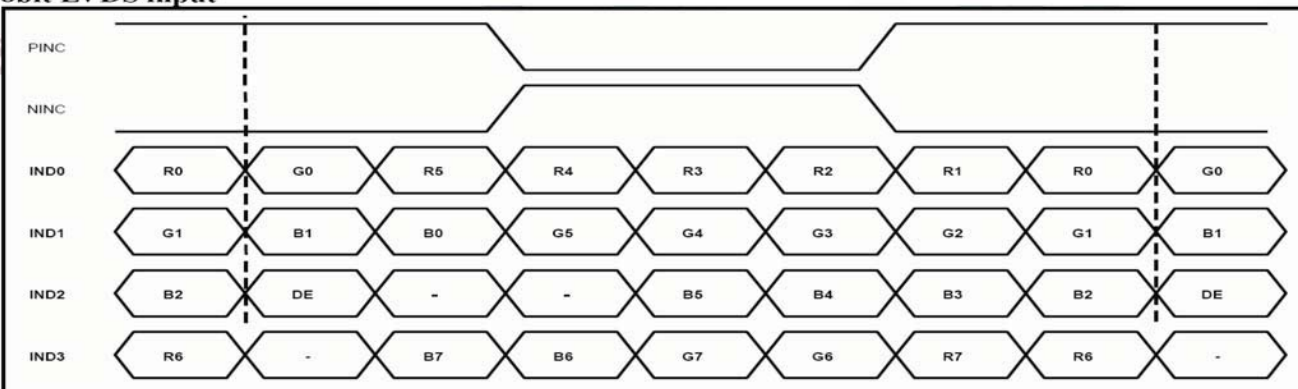 PINC
NINC
IND0 R0 G0 R5 R4 R3 R2 R1 R0 G0
IND1 G1 B1 B0 G5 G4 G3 G2 G1 B1
IND2 B2 DE - - B5 B4 B3 B2 DE
IND3 R6 - B7 B6 G7 G6 R7 R6 -